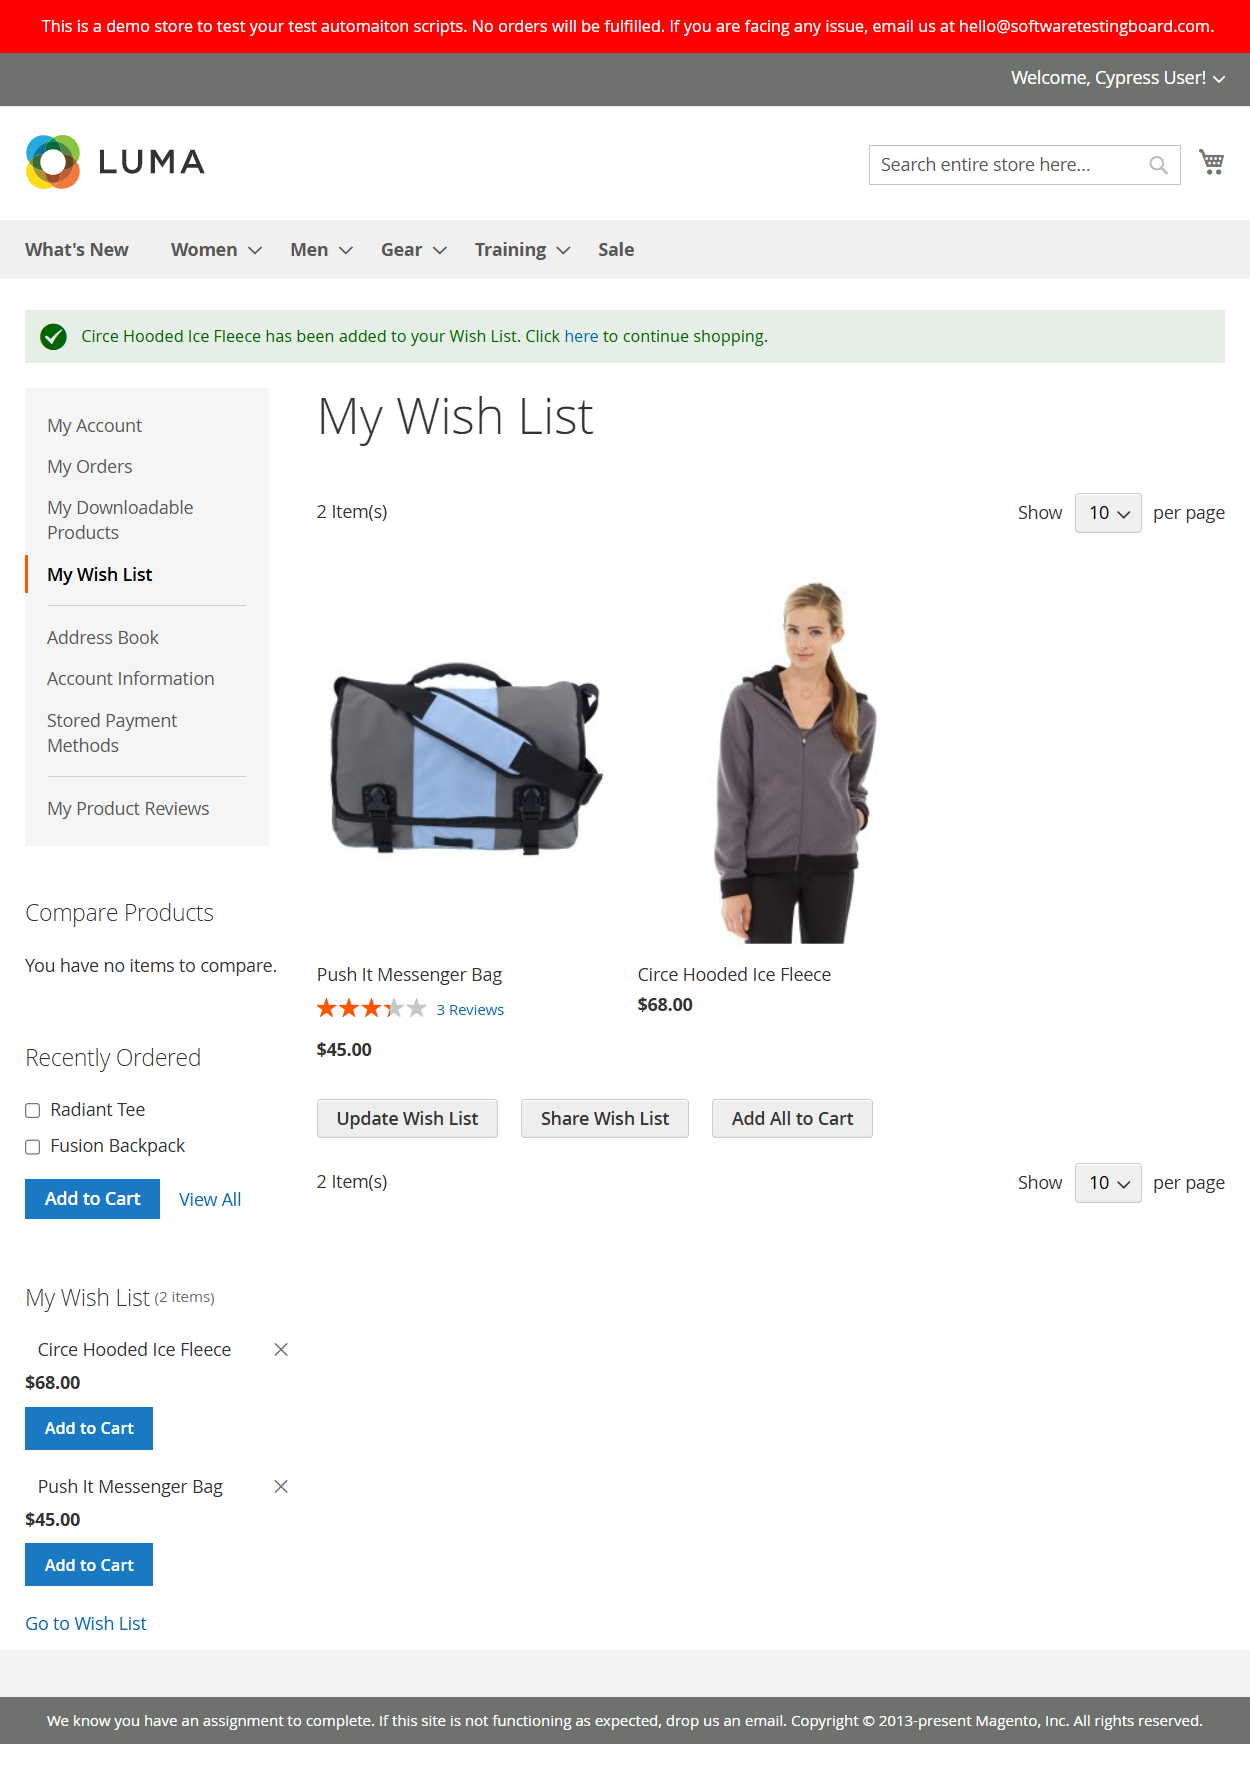 This is a demo store to test your test automaiton scripts. No orders will be fulfilled. If you are facing any issue, email us at hello@softwaretestingboard.com.
Welcome, Cypress User!
LUMA
Search entire store here...
What's New Women Men Gear Training Sale
Circe Hooded Ice Fleece has been added to your Wish List. Click here to continue shopping.
My Account
My Orders
My Downloadable
Products
My Wish List
Address Book
Account Information
Stored Payment
Methods
My Product Reviews
Compare Products
You have no items to compare.
Recently Ordered
Radiant Tee
Fusion Backpack
Add to Cart View All
My Wish List (2 items)
Circe Hooded Ice Fleece
$68.00
Add to Cart
Push It Messenger Bag
$45.00
Add to Cart
Go to Wish List
My Wish List
2 Item(s) Show 10 per page
Push It Messenger Bag
3 Reviews
$45.00
Circe Hooded Ice Fleece
$68.00
Update Wish List Share Wish List Add All to Cart
2 Item(s) Show 10 per page
We know you have an assignment to complete. If this site is not functioning as expected, drop us an email. Copyright © 2013-present Magento, Inc. All rights reserved.